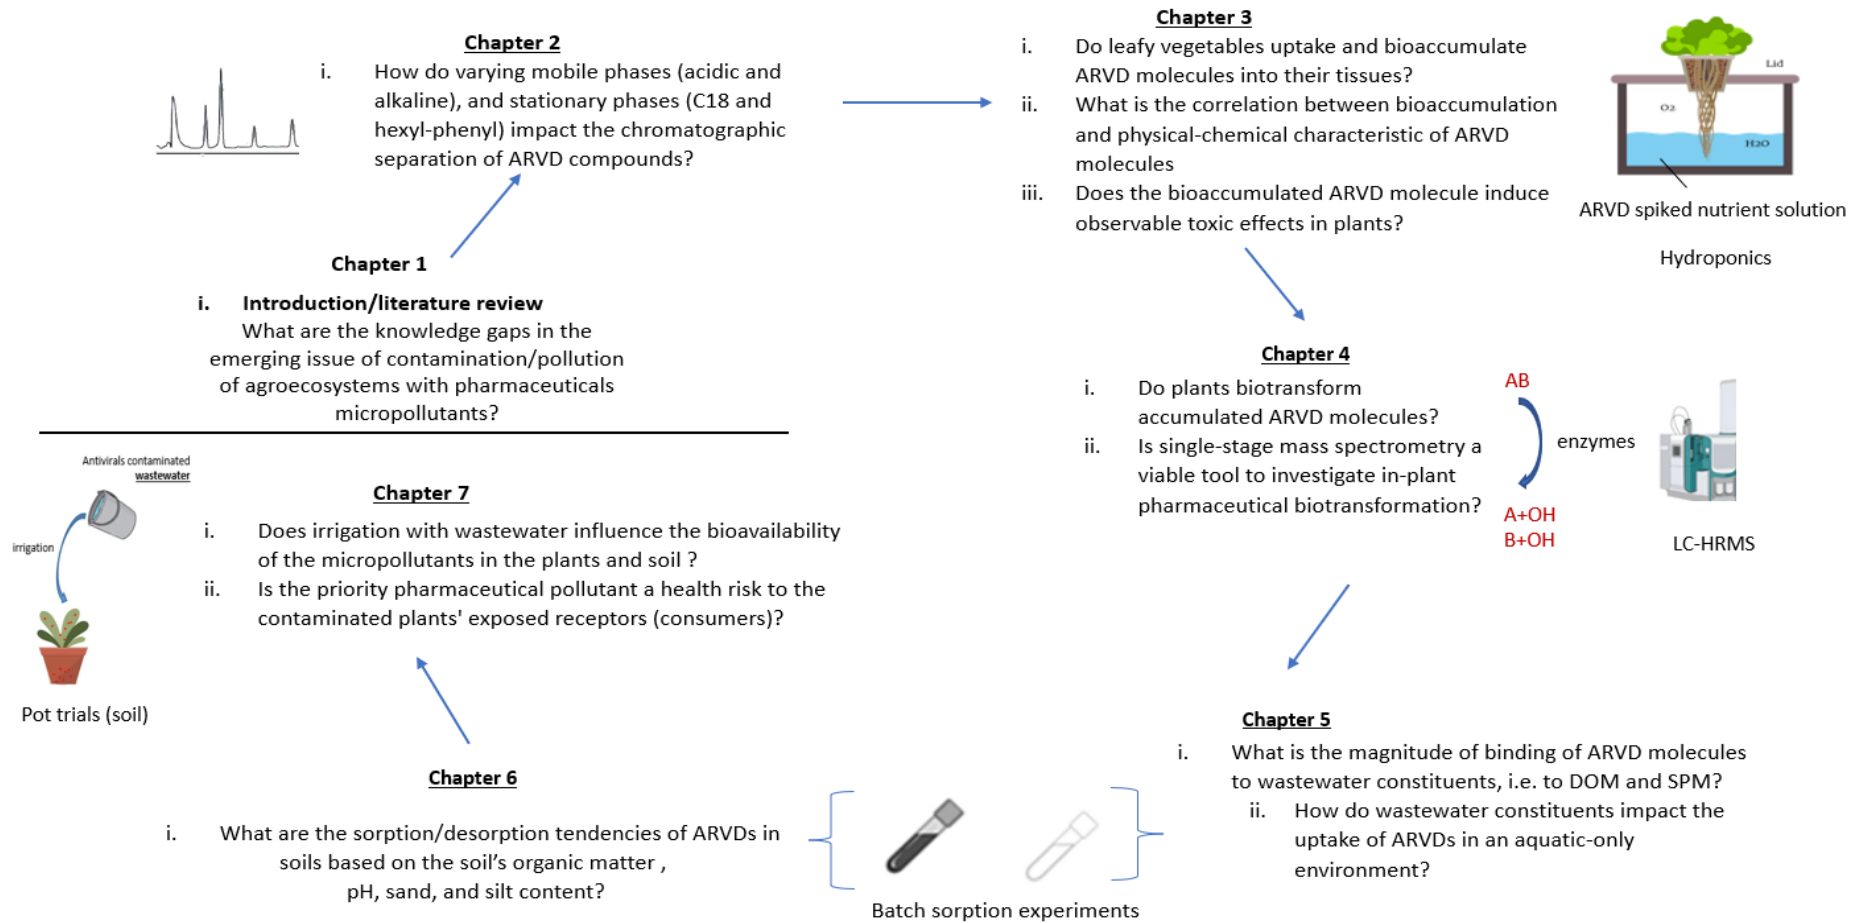 Chapter 2
i. How do varying mobile phases (acidic and
alkaline), and stationary phases (C18 and
hexyl-phenyl) impact the chromatographic
separation of ARVD compounds?
Chapter 3
i. Do leafy vegetables uptake and bioaccumulate
ARVD molecules into their tissues?
ii. What is the correlation between bioaccumulation
and physical-chemical characteristic of ARVD
molecules
iii. Does the bioaccumulated ARVD molecule induce
observable toxic effects in plants?
Lid
O2
H2O
ARVD spiked nutrient solution
Hydroponics
Chapter 1
i. Introduction/literature review
What are the knowledge gaps in the
emerging issue of contamination/pollution
of agroecosystems with pharmaceuticals
micropollutants?
Chapter 4
i. Do plants biotransform
accumulated ARVD molecules?
ii. Is single-stage mass spectrometry a
viable tool to investigate in-plant
pharmaceutical biotransformation?
AB
enzymes
A+OH
B+OH
LC-HRMS
Antivirals contaminated
wastewater
irrigation
Pot trials (soil)
Chapter 7
i. Does irrigation with wastewater influence the bioavailability
of the micropollutants in the plants and soil ?
ii. Is the priority pharmaceutical pollutant a health risk to the
contaminated plants' exposed receptors (consumers)?
Chapter 5
i. What is the magnitude of binding of ARVD molecules
to wastewater constituents, i.e. to DOM and SPM?
ii. How do wastewater constituents impact the
uptake of ARVDs in an aquatic-only
environment?
Chapter 6
i. What are the sorption/desorption tendencies of ARVDs in
soils based on the soil’s organic matter ,
pH, sand, and silt content?
Batch sorption experiments